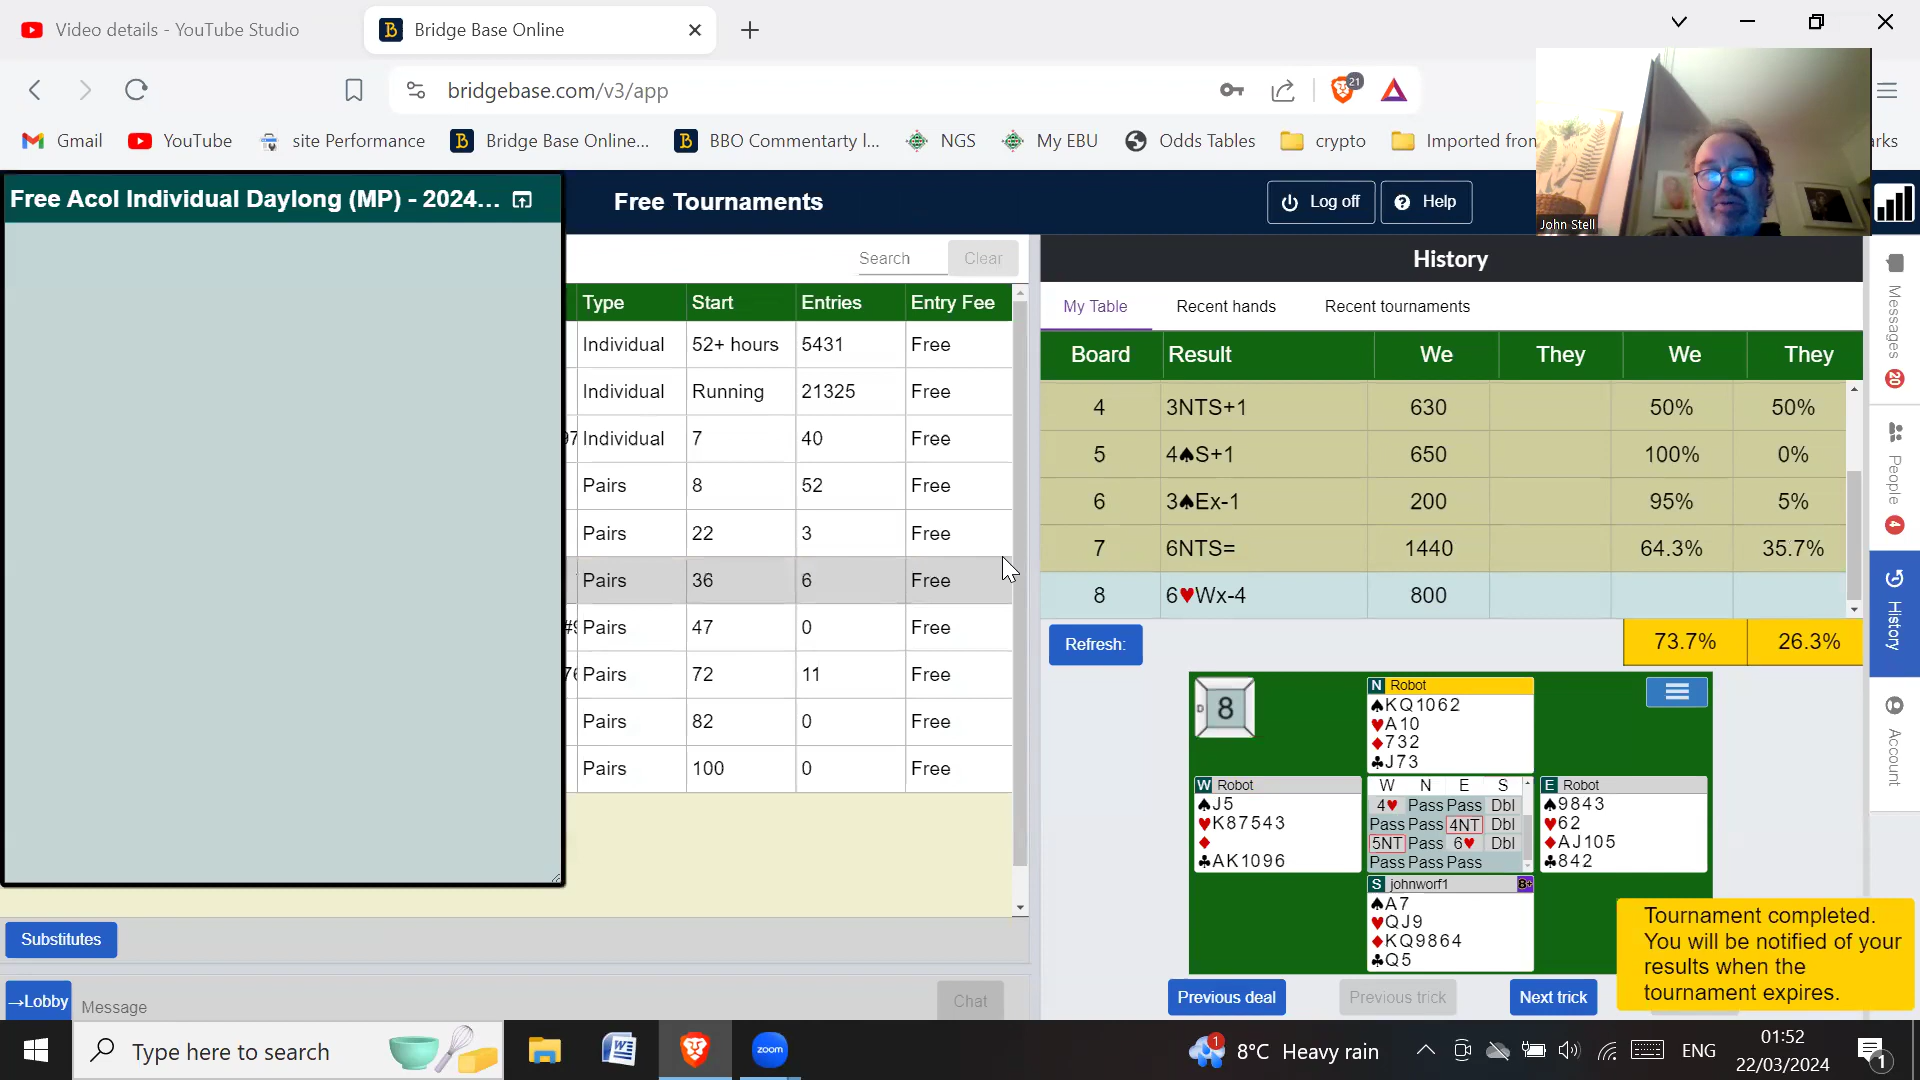 Video details - YouTube Studio
Bridge Base Online
bridgebase.com/v3/app
21
Gmail
YouTube
site Performance
Bridge Base Online...
BBO Commentarty l...
NGS
My EBU
Odds Tables
crypto
Imported from
rks
John Stell
Free Acol Individual Daylong (MP) - 2024...
Free Tournaments
Log off
Help
Search
Clear
Type Start Entries Entry Fee
Individual 52+ hours 5431 Free
Individual Running 21325 Free
97 Individual 7 40 Free
Pairs 8 52 Free
Pairs 22 3 Free
Pairs 36 6 Free
#9 Pairs 47 0 Free
76 Pairs 72 11 Free
Pairs 82 0 Free
Pairs 100 0 Free
Substitutes
→Lobby
Message
Chat
History
My Table
Recent hands
Recent tournaments
Board Result We They We They
4 3NTS+1 630 50% 50%
5 4♠S+1 650 100% 0%
6 3♠Ex-1 200 95% 5%
7 6NTS= 1440 64.3% 35.7%
8 6♥Wx-4 800
Refresh:
73.7% 26.3%
D 8
N Robot
♠KQ1062
♥A10
♦732
♣J73
W Robot
♠J5
♥K87543
♦
♣AK1096
W N E S
4♥ Pass Pass Dbl
Pass Pass 4NT Dbl
5NT Pass 6♥ Dbl
Pass Pass Pass
E Robot
♠9843
♥62
♦AJ105
♣842
S johnworf1 B+
♠A7
♥QJ9
♦KQ9864
♣Q5
Previous deal
Previous trick
Next trick
Tournament completed.
You will be notified of your
results when the
tournament expires.
Messages
20
People
4
History
Account
Type here to search
zoom
1
8°C Heavy rain
ENG
01:52
22/03/2024
1